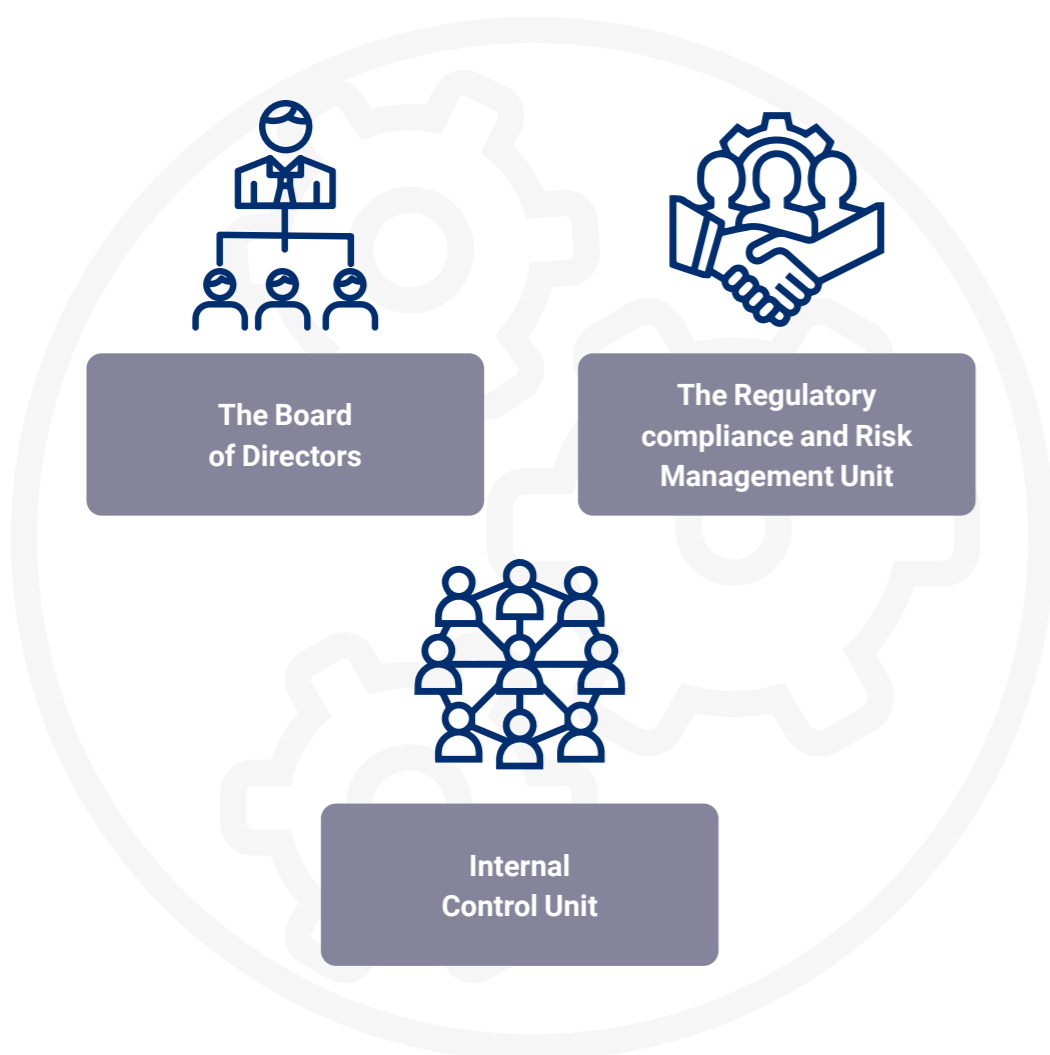 The Board
of Directors
The Regulatory
compliance and Risk
Management Unit
Internal
Control Unit